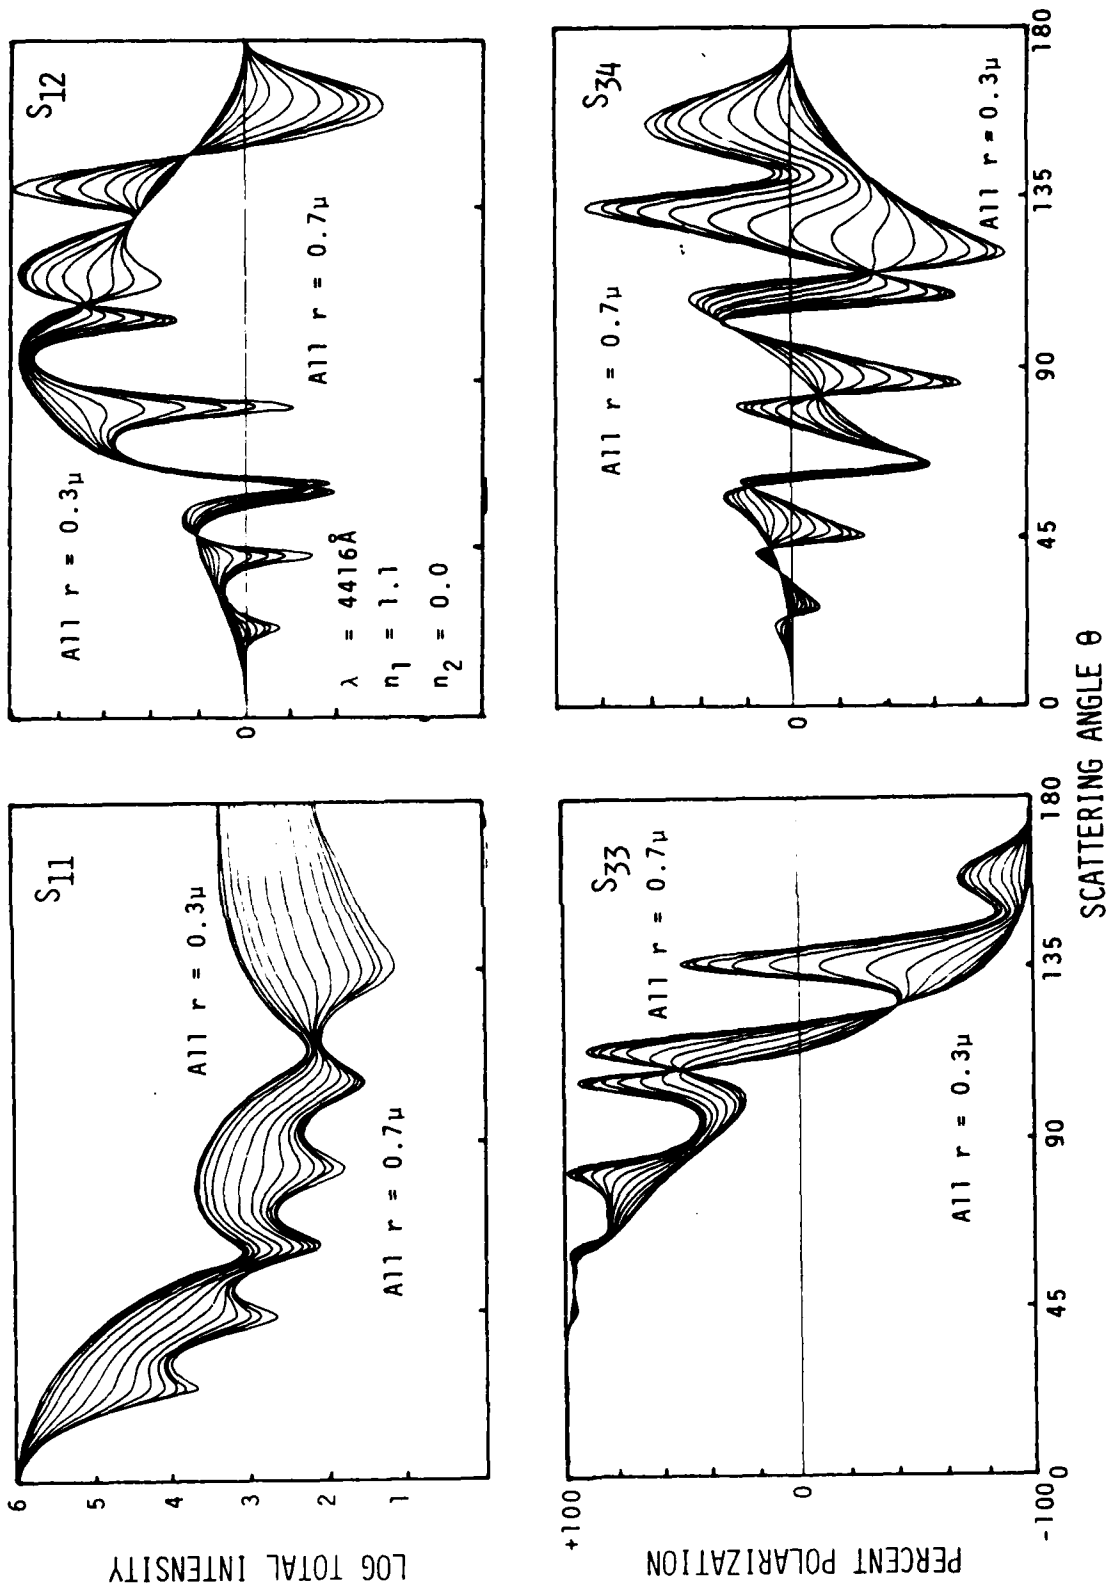 LOG TOTAL INTENSITY
6
5
4
3
2
1
S11
All r = 0.3μ
All r = 0.7μ
S12
All r = 0.3μ
All r = 0.7μ
λ = 4416Å
n1 = 1.1
n2 = 0.0
0
PERCENT POLARIZATION
+100
0
-100
S33
All r = 0.7μ
All r = 0.3μ
0
45
90
135
180
S34
All r = 0.7μ
All r = 0.3μ
0
0
45
90
135
180
SCATTERING ANGLE θ